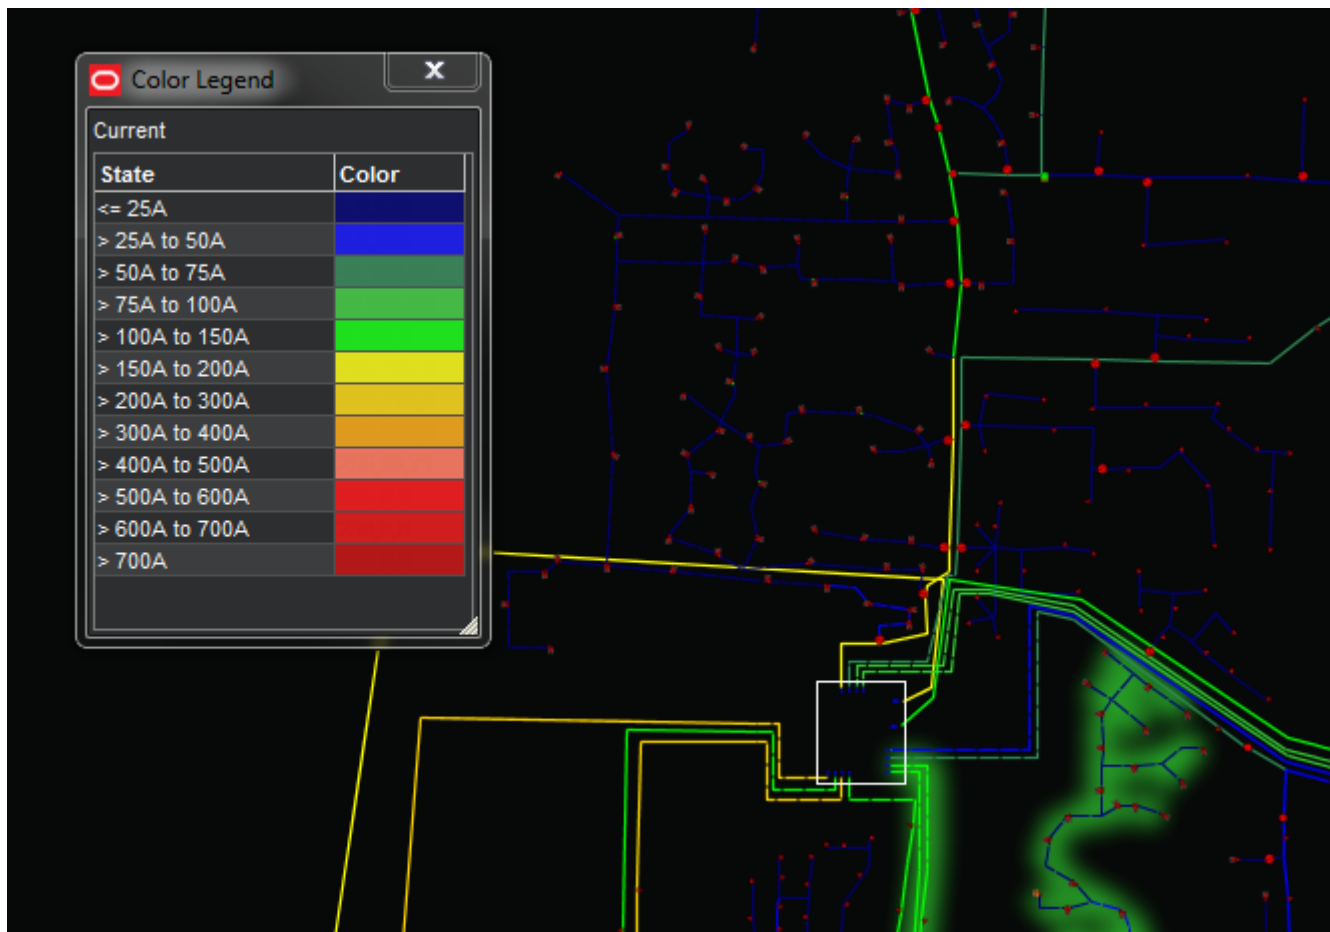 Color Legend
X
Current
State Color
<= 25A
> 25A to 50A
> 50A to 75A
> 75A to 100A
> 100A to 150A
> 150A to 200A
> 200A to 300A
> 300A to 400A
> 400A to 500A
> 500A to 600A
> 600A to 700A
> 700A